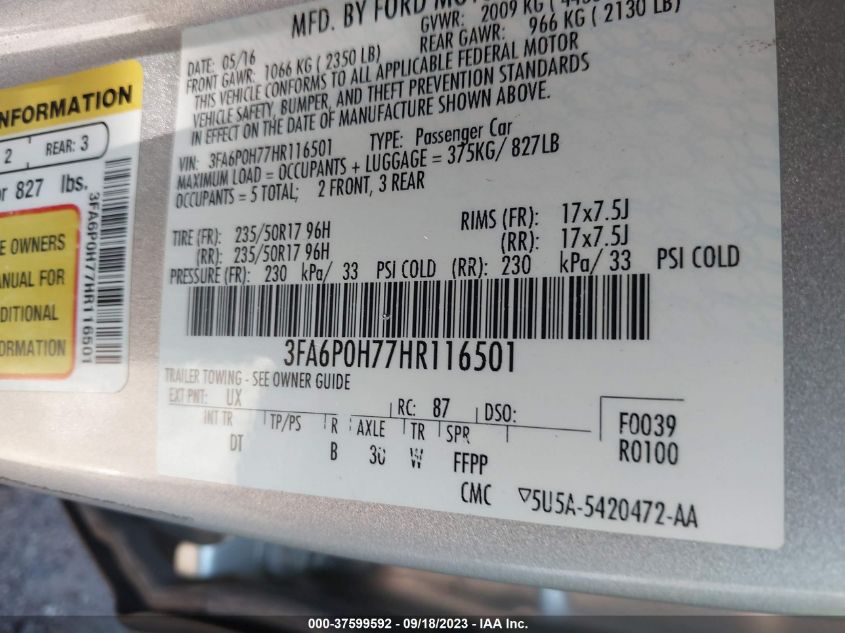 MFD. BY FORD
DATE: 05/16 GVWR: 2009 KG
FRONT GAWR: 1066 KG ( 2350 LB) REAR GAWR: 966 KG ( 2130 LB)
THIS VEHICLE CONFORMS TO ALL APPLICABLE FEDERAL MOTOR
VEHICLE SAFETY, BUMPER, AND THEFT PREVENTION STANDARDS
IN EFFECT ON THE DATE OF MANUFACTURE SHOWN ABOVE.
VIN: 3FA6P0H77HR116501 TYPE: Passenger Car
MAXIMUM LOAD = OCCUPANTS + LUGGAGE = 375KG/ 827LB
OCCUPANTS = 5 TOTAL; 2 FRONT, 3 REAR
TIRE (FR): 235/50R17 96H RIMS (FR): 17x7.5J
(RR): 235/50R17 96H (RR): 17x7.5J
PRESSURE (FR): 230 kPa/ 33 PSI COLD (RR): 230 kPa/ 33 PSI COLD
3FA6P0H77HR116501
TRAILER TOWING - SEE OWNER GUIDE
EXT PNT: UX RC: 87 DSO:
INT TR TP/PS R AXLE TR SPR
DT B 30 W FFPP
F0039
R0100
CMC ▽5U5A-5420472-AA
INFORMATION
2 REAR: 3
or 827 lbs.
3FA6P0H77HR116501
OWNERS
FOR
INFORMATION
000-37599592 / 09/18/2023 - IAA Inc.